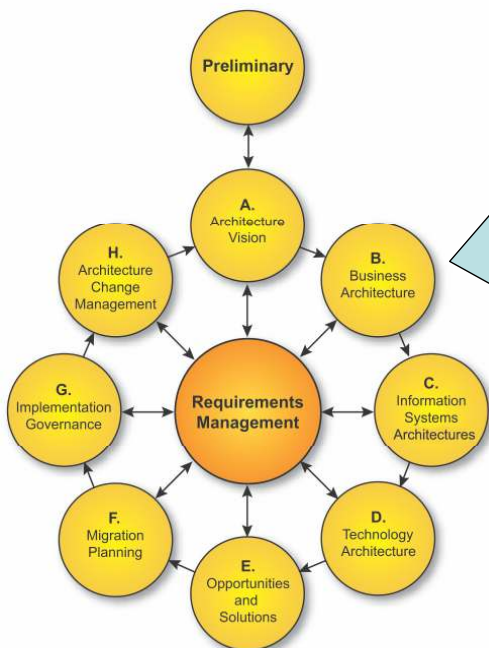 Preliminary
A.
Architecture
Vision
B.
Business
Architecture
C.
Information
Systems
Architectures
D.
Technology
Architecture
E.
Opportunities
and
Solutions
F.
Migration
Planning
G.
Implementation
Governance
H.
Architecture
Change
Management
Requirements
Management